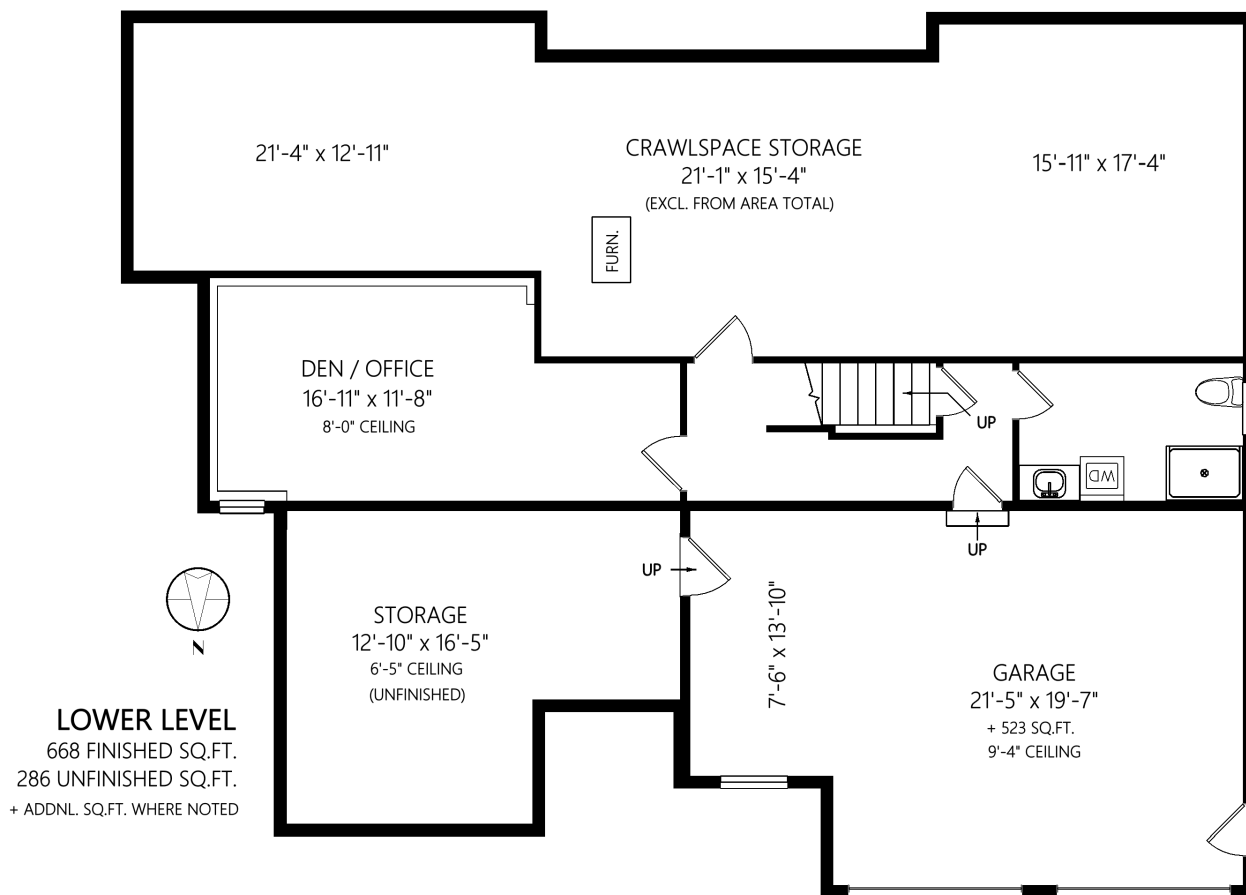 21'-4" x 12'-11"
CRAWLSPACE STORAGE
21'-1" x 15'-4"
(EXCL. FROM AREA TOTAL)
15'-11" x 17'-4"
FURN.
DEN / OFFICE
16'-11" x 11'-8"
8'-0" CEILING
UP
WD
UP
UP
STORAGE
12'-10" x 16'-5"
6'-5" CEILING
(UNFINISHED)
7'-6" x 13'-10"
GARAGE
21'-5" x 19'-7"
+ 523 SQ.FT.
9'-4" CEILING
N
LOWER LEVEL
668 FINISHED SQ.FT.
286 UNFINISHED SQ.FT.
+ ADDNL. SQ.FT. WHERE NOTED